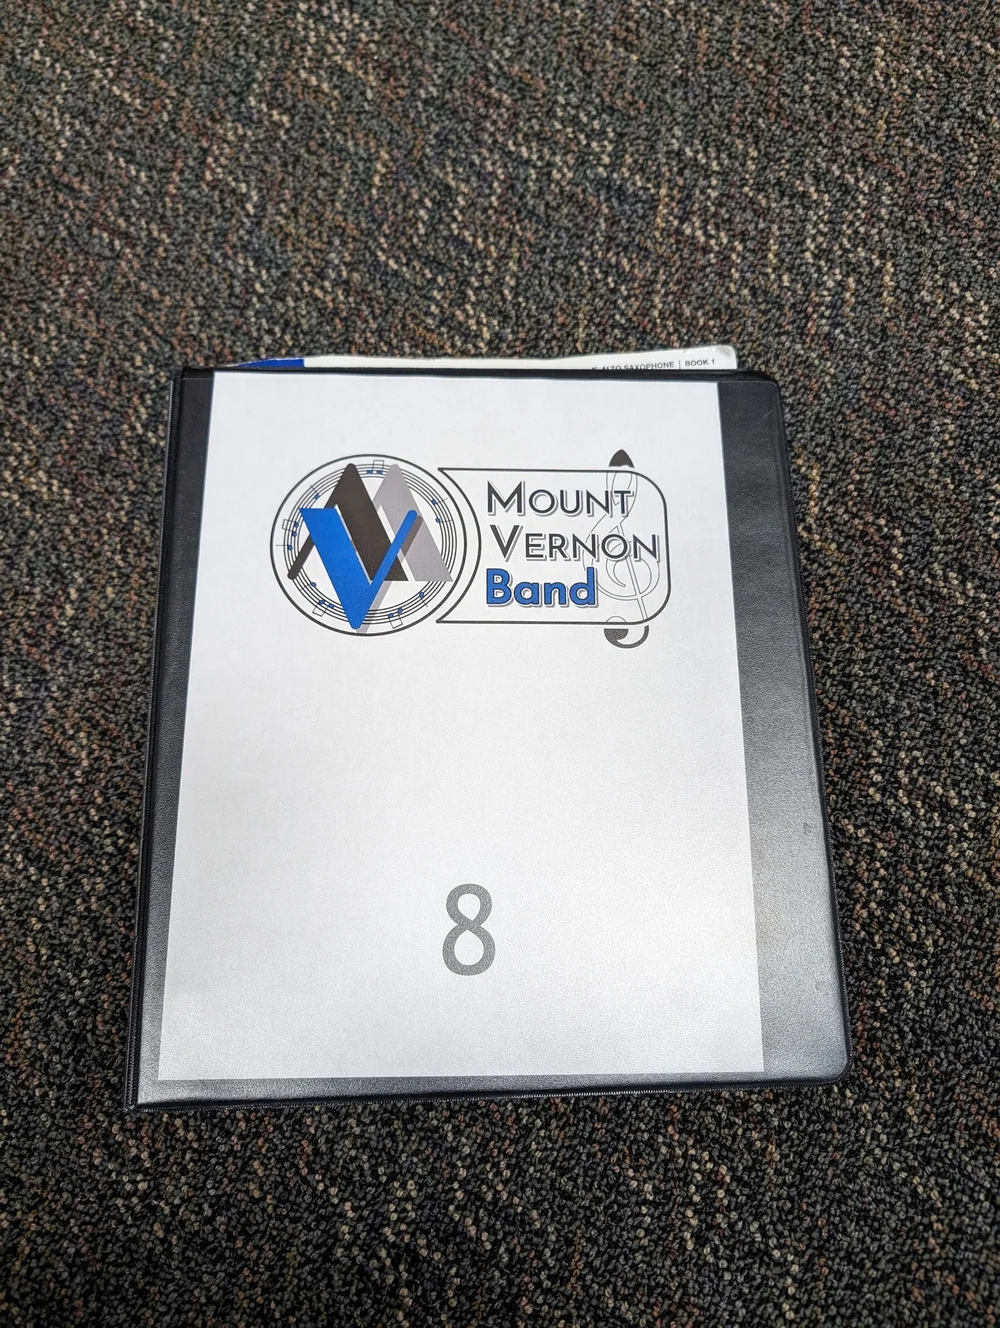 E♭ ALTO SAXOPHONE | BOOK 1
MOUNT
VERNON
Band
8